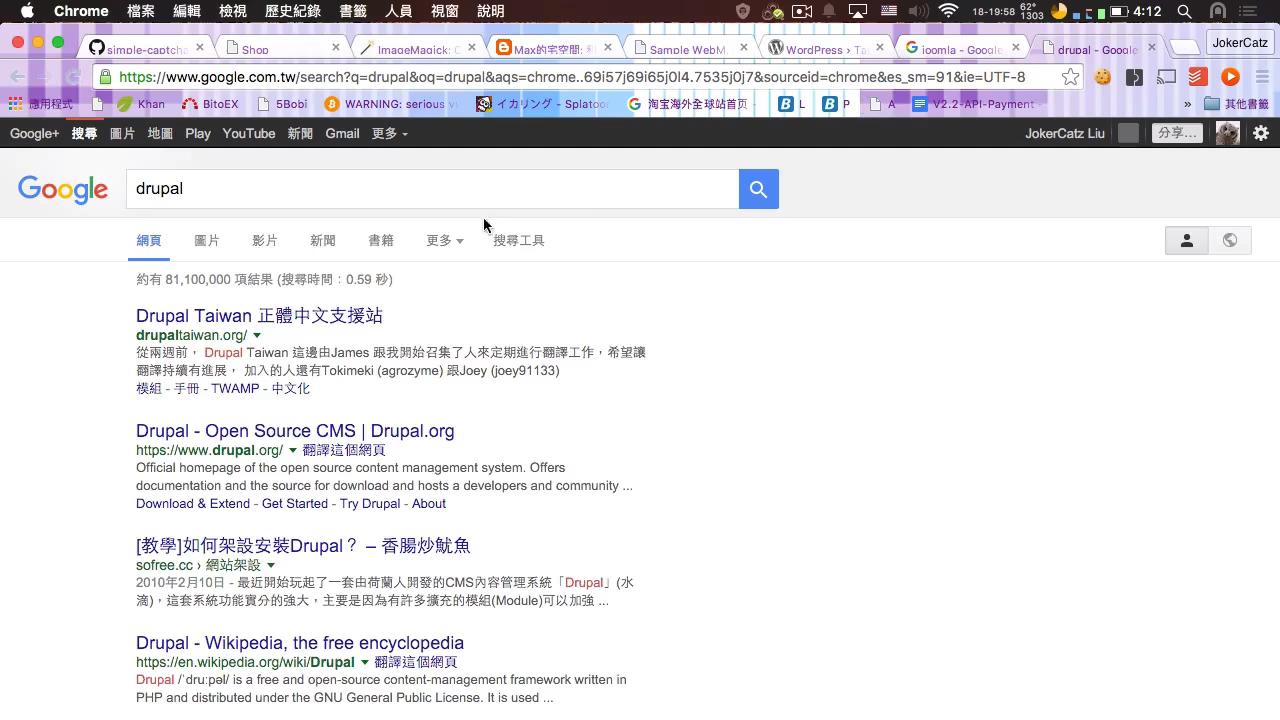 Chrome 檔案 編輯 檢視 歷史紀錄 書籤 人員 視窗 說明 18-19:58 62° 1303 4:12
simple-captcha Shop ImageMagick: C Max的宅空間: Sample WebM WordPress › Ta joomla - Google drupal - Google JokerCatz
https://www.google.com.tw/search?q=drupal&oq=drupal&aqs=chrome..69i57j69i65j0l4.7535j0j7&sourceid=chrome&es_sm=91&ie=UTF-8
應用程式 Khan BitoEX 58Eobi WARNING: serious v イカリング - Splatoon 淘宝海外全球站首页 L P A V2.2-API-Payment » 其他書籤
Google+ 搜尋 圖片 地圖 Play YouTube 新聞 Gmail 更多 JokerCatz Liu 分享...
Google drupal
網頁 圖片 影片 新聞 書籍 更多 搜尋工具
約有 81,100,000 項結果 (搜尋時間：0.59 秒)
Drupal Taiwan 正體中文支援站
drupaltaiwan.org/
從兩週前， Drupal Taiwan 這邊由James 跟我開始召集了人來定期進行翻譯工作，希望讓
翻譯持續有進展， 加入的人還有Tokimeki (agrozyme) 跟Joey (joey91133)
模組 - 手冊 - TWAMP - 中文化
Drupal - Open Source CMS | Drupal.org
https://www.drupal.org/ 翻譯這個網頁
Official homepage of the open source content management system. Offers
documentation and the source for download and hosts a developers and community ...
Download & Extend - Get Started - Try Drupal - About
[教學]如何架設安裝Drupal？ – 香腸炒魷魚
sofree.cc › 網站架設
2010年2月10日 - 最近開始玩起了一套由荷蘭人開發的CMS內容管理系統「Drupal」(水
滴)，這套系統功能實分的強大，主要是因為有許多擴充的模組(Module)可以加強 ...
Drupal - Wikipedia, the free encyclopedia
https://en.wikipedia.org/wiki/Drupal 翻譯這個網頁
Drupal /ˈdruːpəl/ is a free and open-source content-management framework written in
PHP and distributed under the GNU General Public License. It is used ...